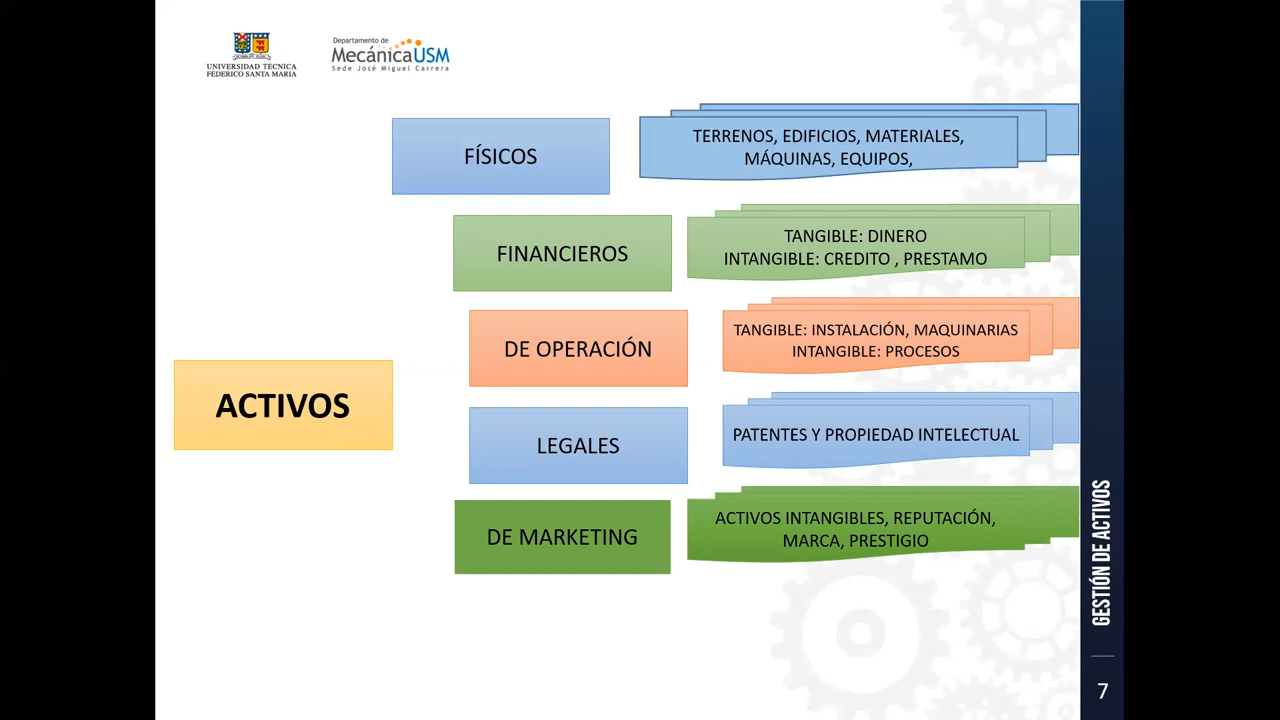 UNIVERSIDAD TECNICA
FEDERICO SANTA MARIA
Departamento de
MecánicaUSM
Sede José Miguel Carrera
FÍSICOS
TERRENOS, EDIFICIOS, MATERIALES,
MÁQUINAS, EQUIPOS,
FINANCIEROS
TANGIBLE: DINERO
INTANGIBLE: CREDITO , PRESTAMO
DE OPERACIÓN
TANGIBLE: INSTALACIÓN, MAQUINARIAS
INTANGIBLE: PROCESOS
ACTIVOS
LEGALES
PATENTES Y PROPIEDAD INTELECTUAL
DE MARKETING
ACTIVOS INTANGIBLES, REPUTACIÓN,
MARCA, PRESTIGIO
GESTIÓN DE ACTIVOS
7